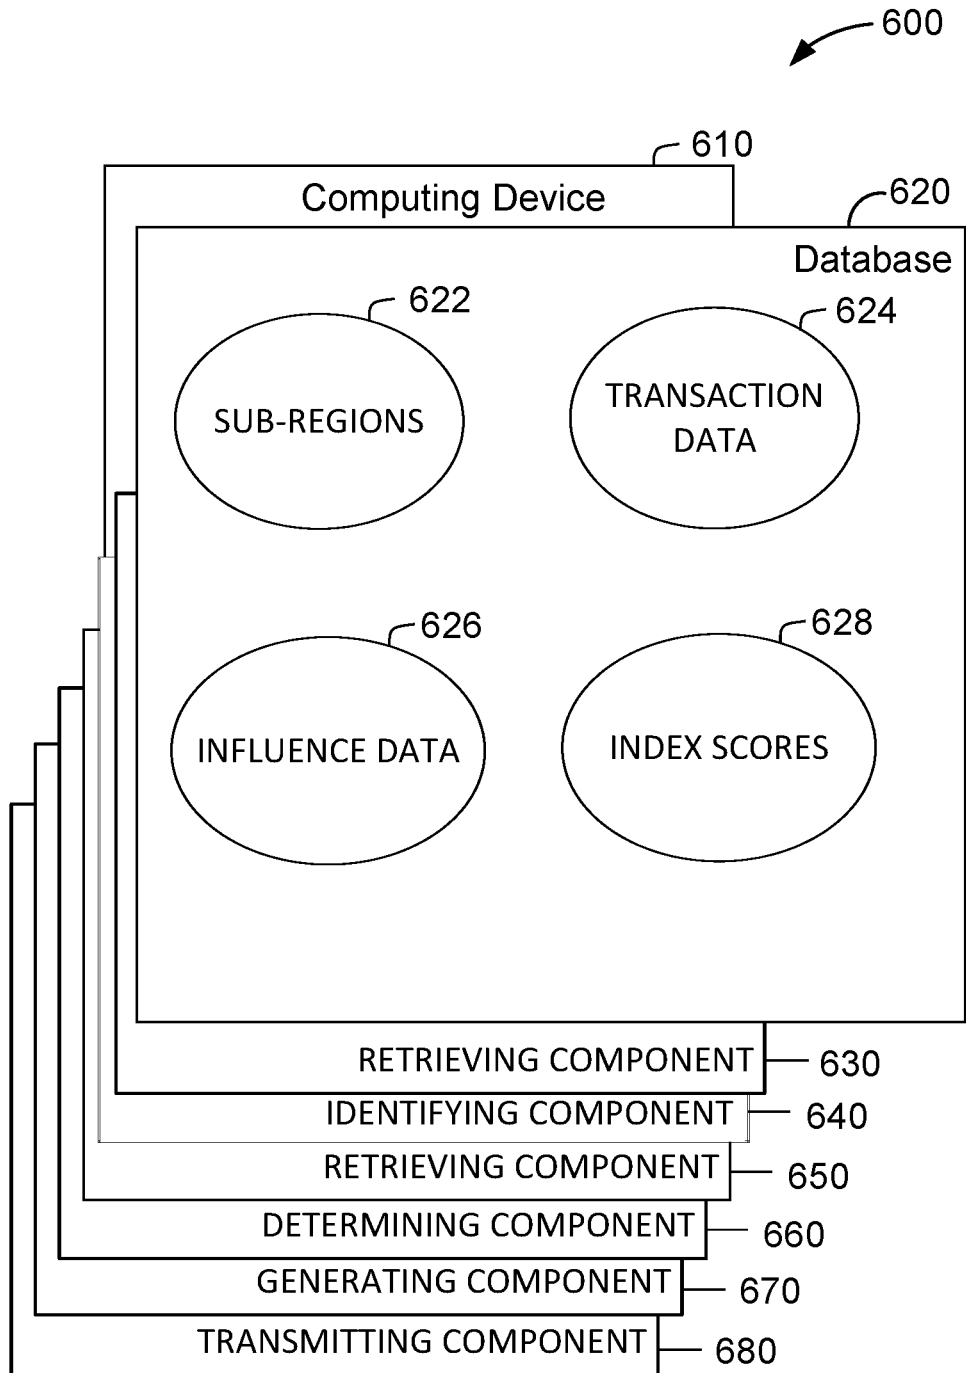 600
610
Computing Device
620
Database
622
624
SUB-REGIONS
TRANSACTION
DATA
626
628
INFLUENCE DATA
INDEX SCORES
RETRIEVING COMPONENT
630
IDENTIFYING COMPONENT
640
RETRIEVING COMPONENT
650
DETERMINING COMPONENT
660
GENERATING COMPONENT
670
TRANSMITTING COMPONENT
680